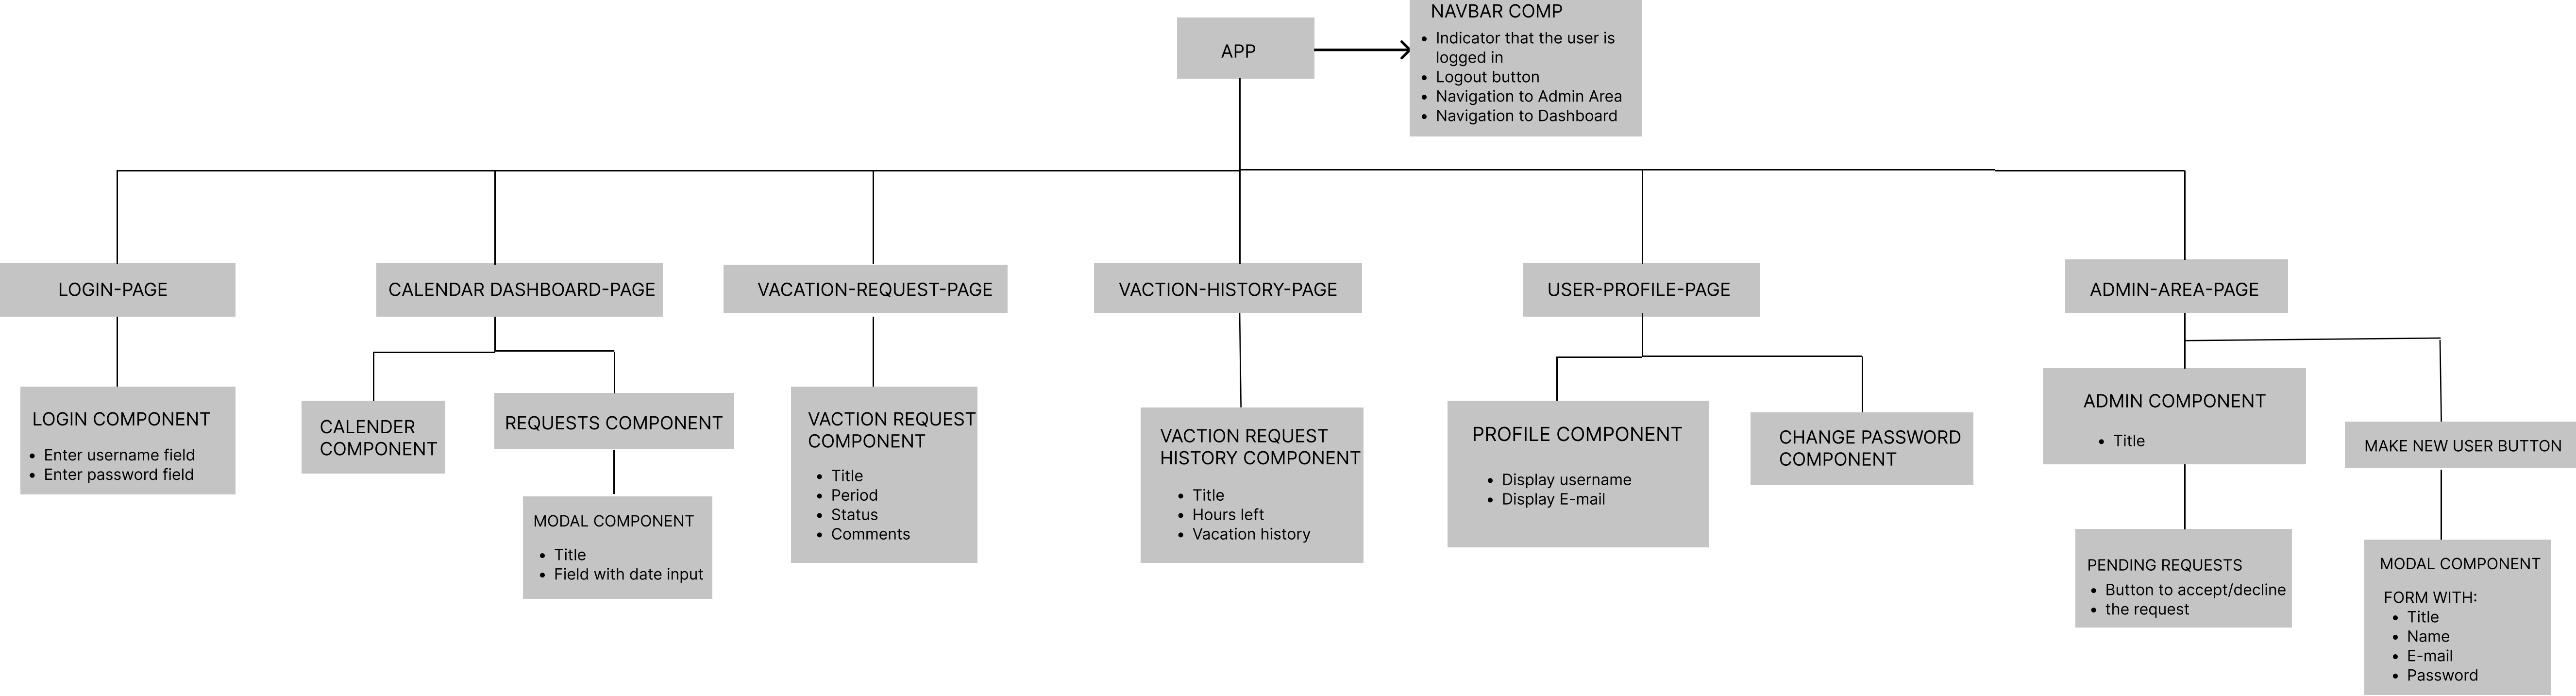 APP
NAVBAR COMP
• Indicator that the user is
logged in
• Logout button
• Navigation to Admin Area
• Navigation to Dashboard
LOGIN-PAGE
CALENDAR DASHBOARD-PAGE
VACATION-REQUEST-PAGE
VACTION-HISTORY-PAGE
USER-PROFILE-PAGE
ADMIN-AREA-PAGE
LOGIN COMPONENT
• Enter username field
• Enter password field
CALENDER
COMPONENT
REQUESTS COMPONENT
MODAL COMPONENT
• Title
• Field with date input
VACTION REQUEST
COMPONENT
• Title
• Period
• Status
• Comments
VACTION REQUEST
HISTORY COMPONENT
• Title
• Hours left
• Vacation history
PROFILE COMPONENT
• Display username
• Display E-mail
CHANGE PASSWORD
COMPONENT
ADMIN COMPONENT
• Title
PENDING REQUESTS
• Button to accept/decline
• the request
MAKE NEW USER BUTTON
MODAL COMPONENT
FORM WITH:
• Title
• Name
• E-mail
• Password